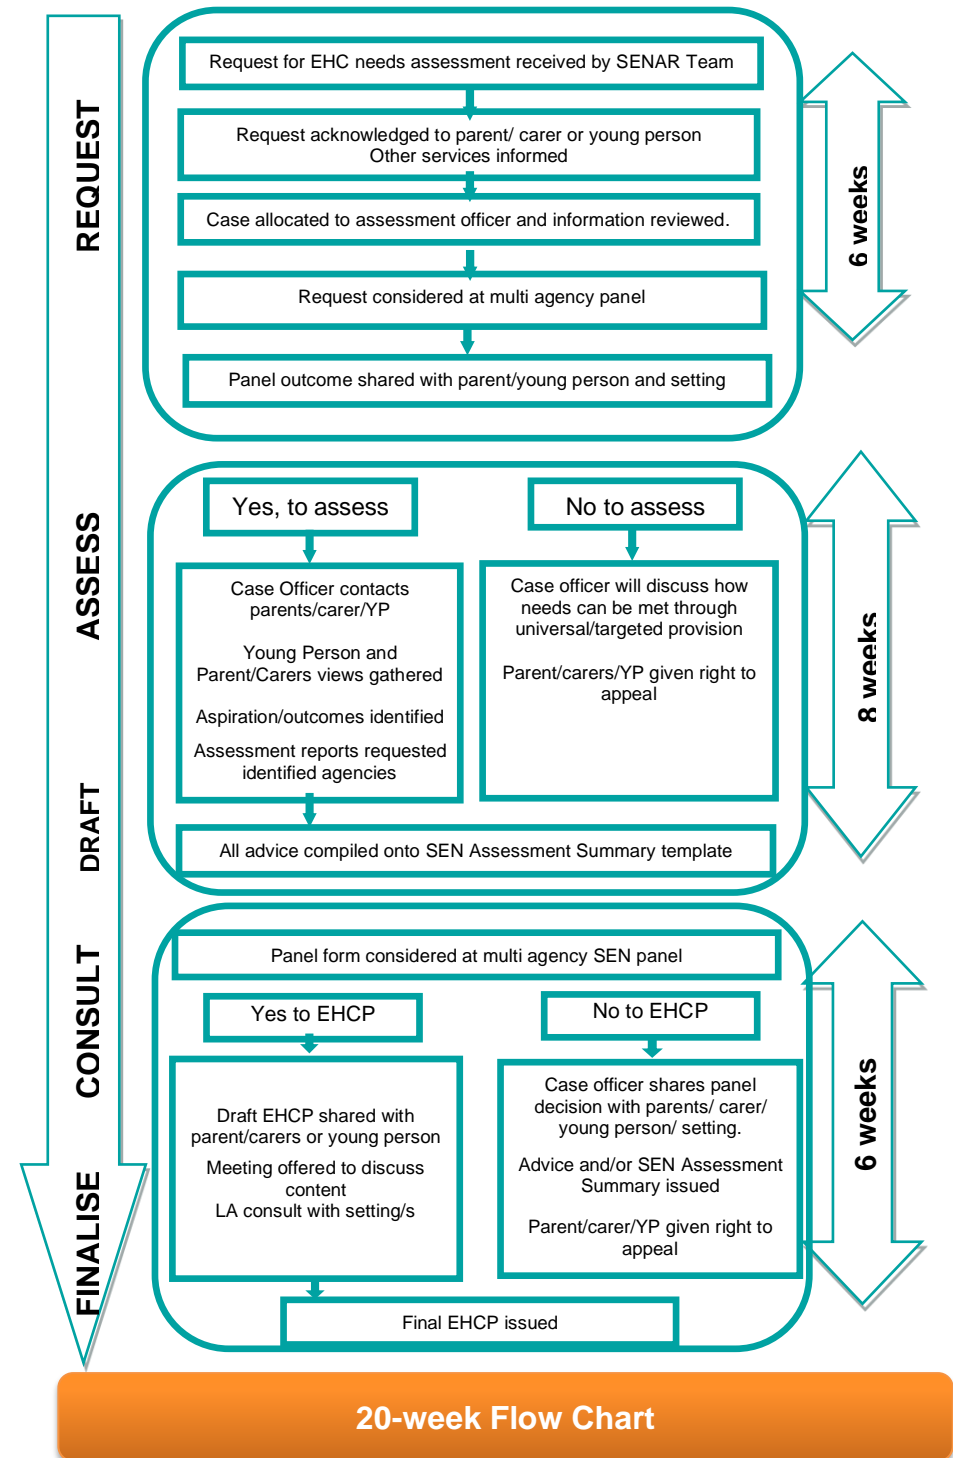 REQUEST
Request for EHC needs assessment received by SENAR Team
Request acknowledged to parent/ carer or young person
Other services informed
Case allocated to assessment officer and information reviewed.
Request considered at multi agency panel
Panel outcome shared with parent/young person and setting
6 weeks
ASSESS
Yes, to assess
Case Officer contacts
parents/carer/YP
Young Person and
Parent/Carers views gathered
Aspiration/outcomes identified
Assessment reports requested
identified agencies
No to assess
Case officer will discuss how
needs can be met through
universal/targeted provision
Parent/carers/YP given right to
appeal
8 weeks
DRAFT
All advice compiled onto SEN Assessment Summary template
CONSULT
Panel form considered at multi agency SEN panel
Yes to EHCP
Draft EHCP shared with
parent/carers or young person
Meeting offered to discuss
content
LA consult with setting/s
No to EHCP
Case officer shares panel
decision with parents/ carer/
young person/ setting.
Advice and/or SEN Assessment
Summary issued
Parent/carer/YP given right to
appeal
6 weeks
FINALISE
Final EHCP issued
20-week Flow Chart